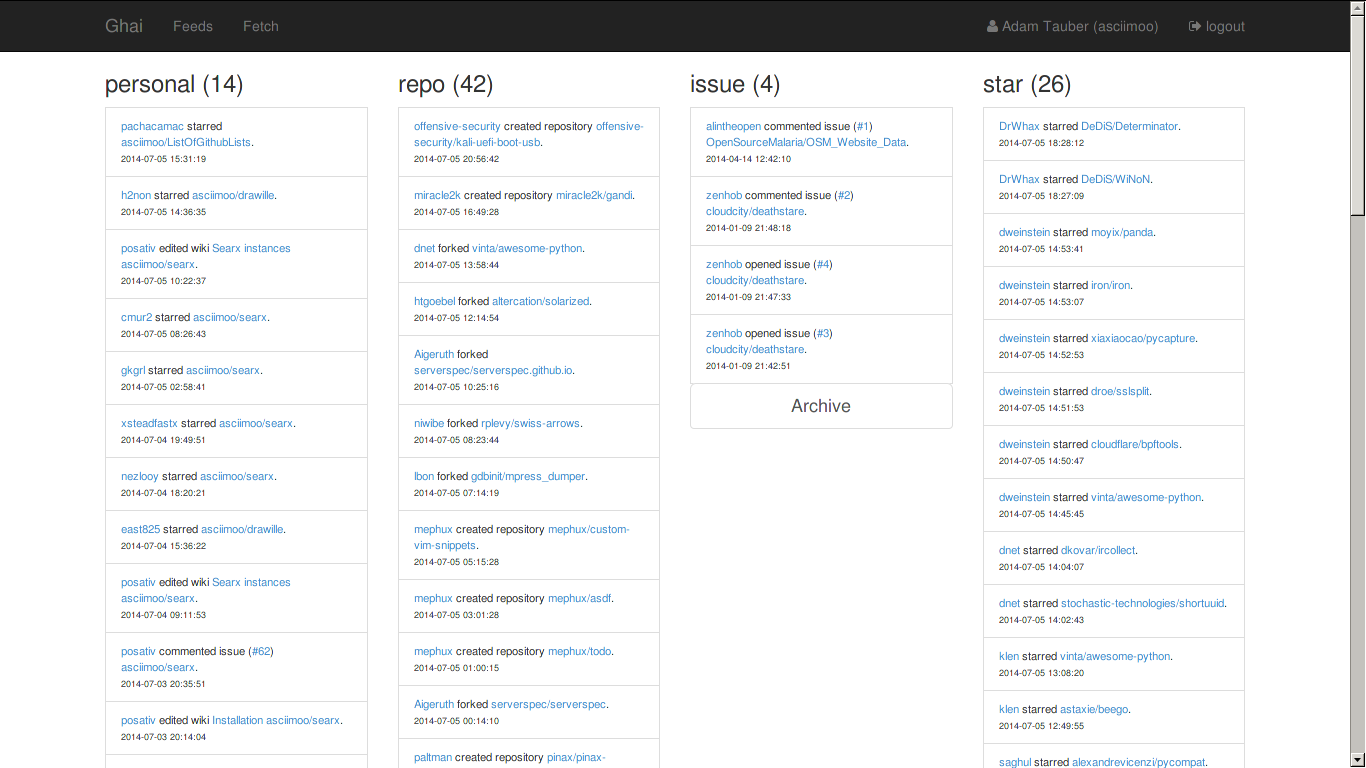 Ghai
Feeds
Fetch
Adam Tauber (asciimoo)
logout
personal (14)
pachacamac starred
asciimoo/ListOfGithubLists.
2014-07-05 15:31:19
h2non starred asciimoo/drawille.
2014-07-05 14:36:35
posativ edited wiki Searx instances
asciimoo/searx.
2014-07-05 10:22:37
cmur2 starred asciimoo/searx.
2014-07-05 08:26:43
gkgrl starred asciimoo/searx.
2014-07-05 02:58:41
xsteadfastx starred asciimoo/searx.
2014-07-04 19:49:51
nezlooy starred asciimoo/searx.
2014-07-04 18:20:21
east825 starred asciimoo/drawille.
2014-07-04 15:36:22
posativ edited wiki Searx instances
asciimoo/searx.
2014-07-04 09:11:53
posativ commented issue (#62)
asciimoo/searx.
2014-07-03 20:35:51
posativ edited wiki Installation asciimoo/searx.
2014-07-03 20:14:04
repo (42)
offensive-security created repository offensive-
security/kali-uefi-boot-usb.
2014-07-05 20:56:42
miracle2k created repository miracle2k/gandi.
2014-07-05 16:49:28
dnet forked vinta/awesome-python.
2014-07-05 13:58:44
htgoebel forked altercation/solarized.
2014-07-05 12:14:54
Aigeruth forked
serverspec/serverspec.github.io.
2014-07-05 10:25:16
niwibe forked rplevy/swiss-arrows.
2014-07-05 08:23:44
lbon forked gdbinit/mpress_dumper.
2014-07-05 07:14:19
mephux created repository mephux/custom-
vim-snippets.
2014-07-05 05:15:28
mephux created repository mephux/asdf.
2014-07-05 03:01:28
mephux created repository mephux/todo.
2014-07-05 01:00:15
Aigeruth forked serverspec/serverspec.
2014-07-05 00:14:10
paltman created repository pinax/pinax-
issue (4)
alintheopen commented issue (#1)
OpenSourceMalaria/OSM_Website_Data.
2014-04-14 12:42:10
zenhob commented issue (#2)
cloudcity/deathstare.
2014-01-09 21:48:18
zenhob opened issue (#4)
cloudcity/deathstare.
2014-01-09 21:47:33
zenhob opened issue (#3)
cloudcity/deathstare.
2014-01-09 21:42:51
Archive
star (26)
DrWhax starred DeDiS/Determinator.
2014-07-05 18:28:12
DrWhax starred DeDiS/WiNoN.
2014-07-05 18:27:09
dweinstein starred moyix/panda.
2014-07-05 14:53:41
dweinstein starred iron/iron.
2014-07-05 14:53:07
dweinstein starred xiaxiaocao/pycapture.
2014-07-05 14:52:53
dweinstein starred droe/sslsplit.
2014-07-05 14:51:53
dweinstein starred cloudflare/bpftools.
2014-07-05 14:50:47
dweinstein starred vinta/awesome-python.
2014-07-05 14:45:45
dnet starred dkovar/ircollect.
2014-07-05 14:04:07
dnet starred stochastic-technologies/shortuuid.
2014-07-05 14:02:43
klen starred vinta/awesome-python.
2014-07-05 13:08:20
klen starred astaxie/beego.
2014-07-05 12:49:55
saghul starred alexandrevicenzi/pycompat.